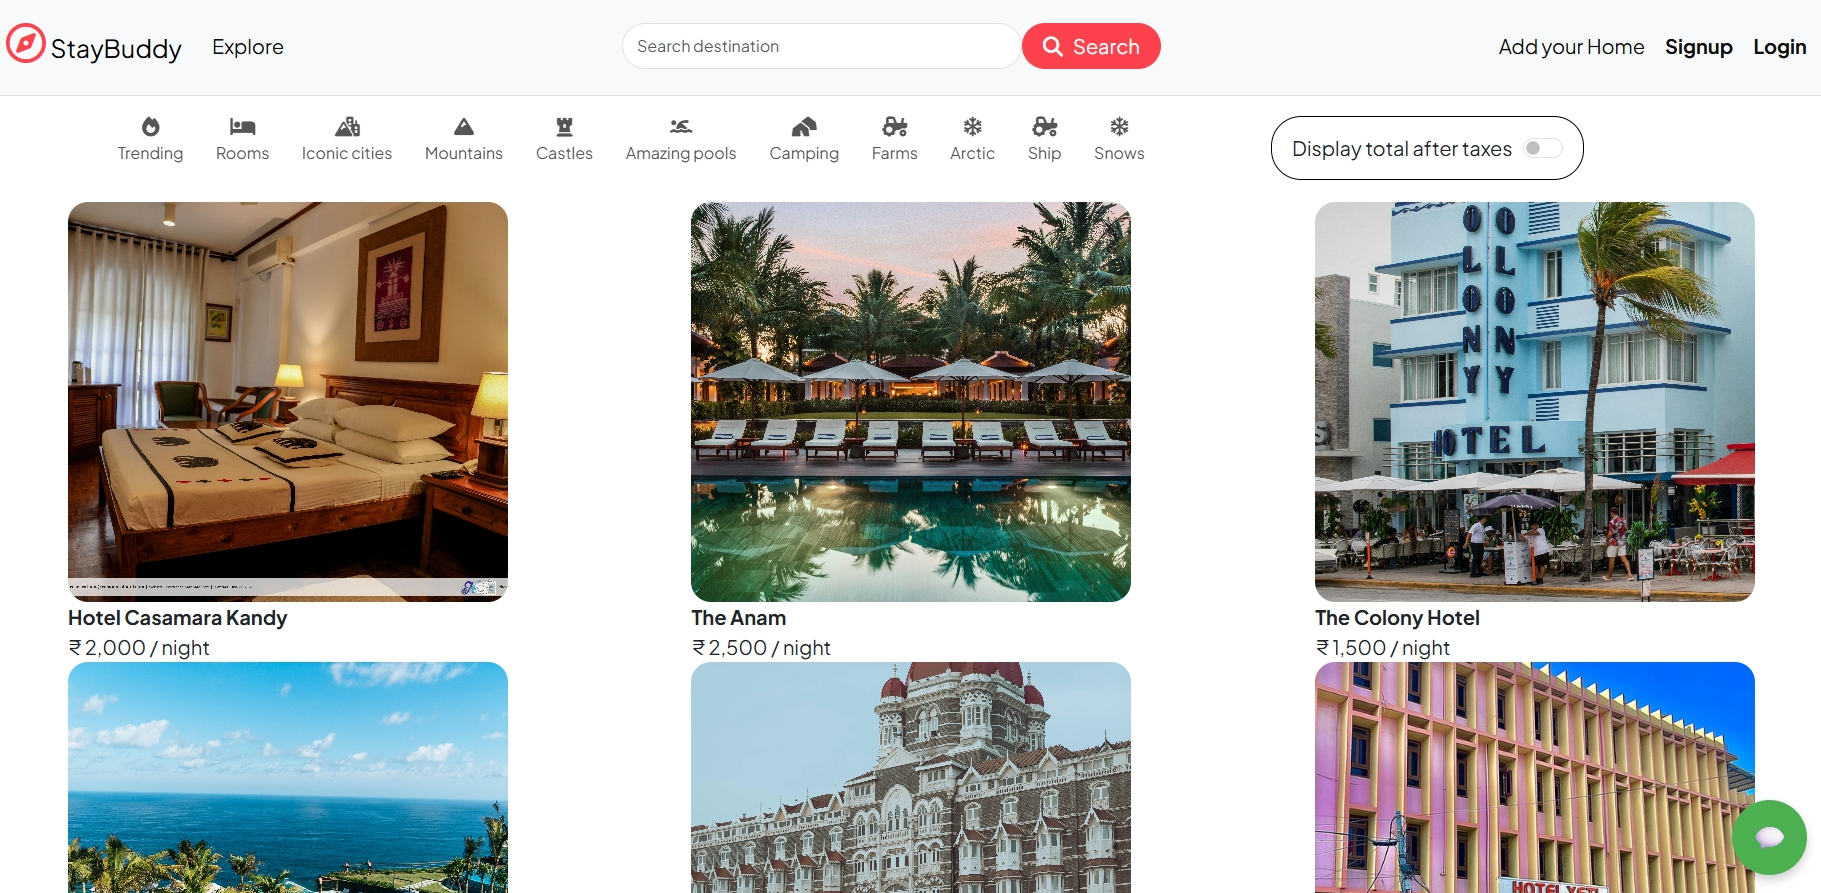 StayBuddy Explore Search destination Search Add your Home Signup Login
Trending Rooms Iconic cities Mountains Castles Amazing pools Camping Farms Arctic Ship Snows
Display total after taxes
COLONY
COLONY
HOTEL
Hotel Casamara Kandy
₹ 2,000 / night
The Anam
₹ 2,500 / night
The Colony Hotel
₹ 1,500 / night
HOTEL YETI